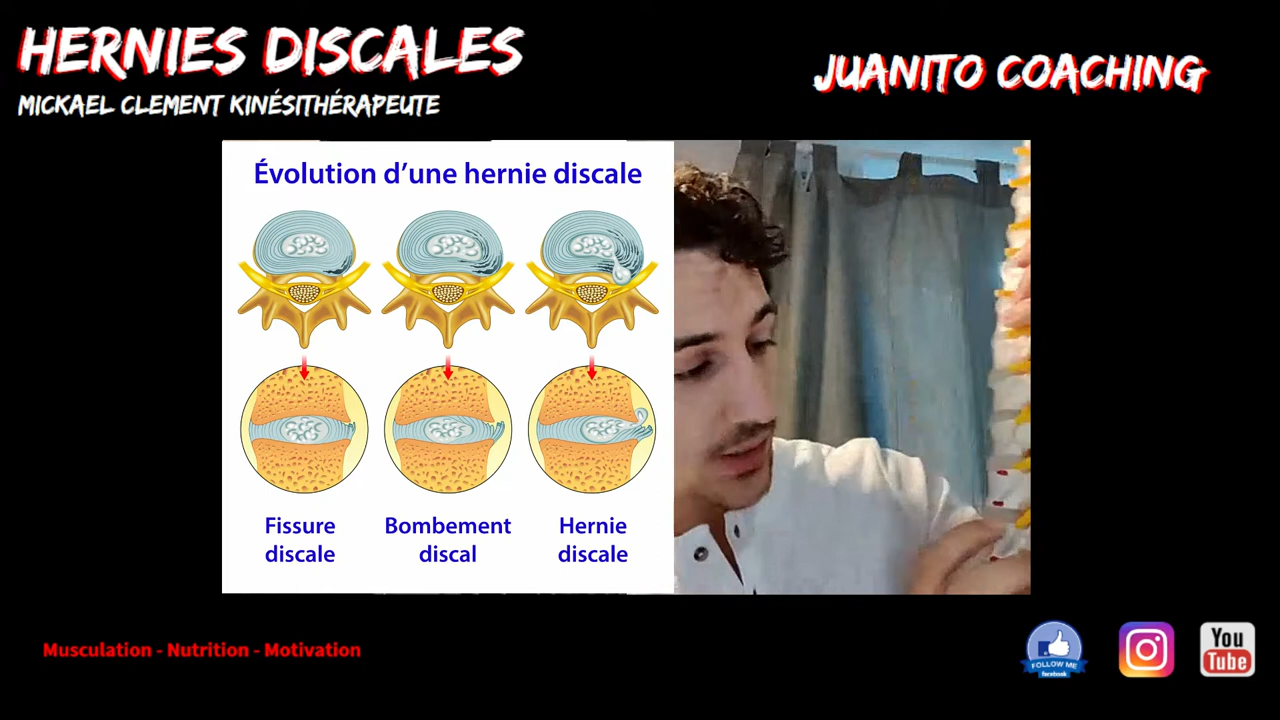 HERNIES DISCALES
MICKAEL CLEMENT KINÉSITHÉRAPEUTE
JUANITO COACHING
Évolution d’une hernie discale
Fissure
discale
Bombement
discal
Hernie
discale
Musculation - Nutrition - Motivation
FOLLOW ME
facebook
You
Tube